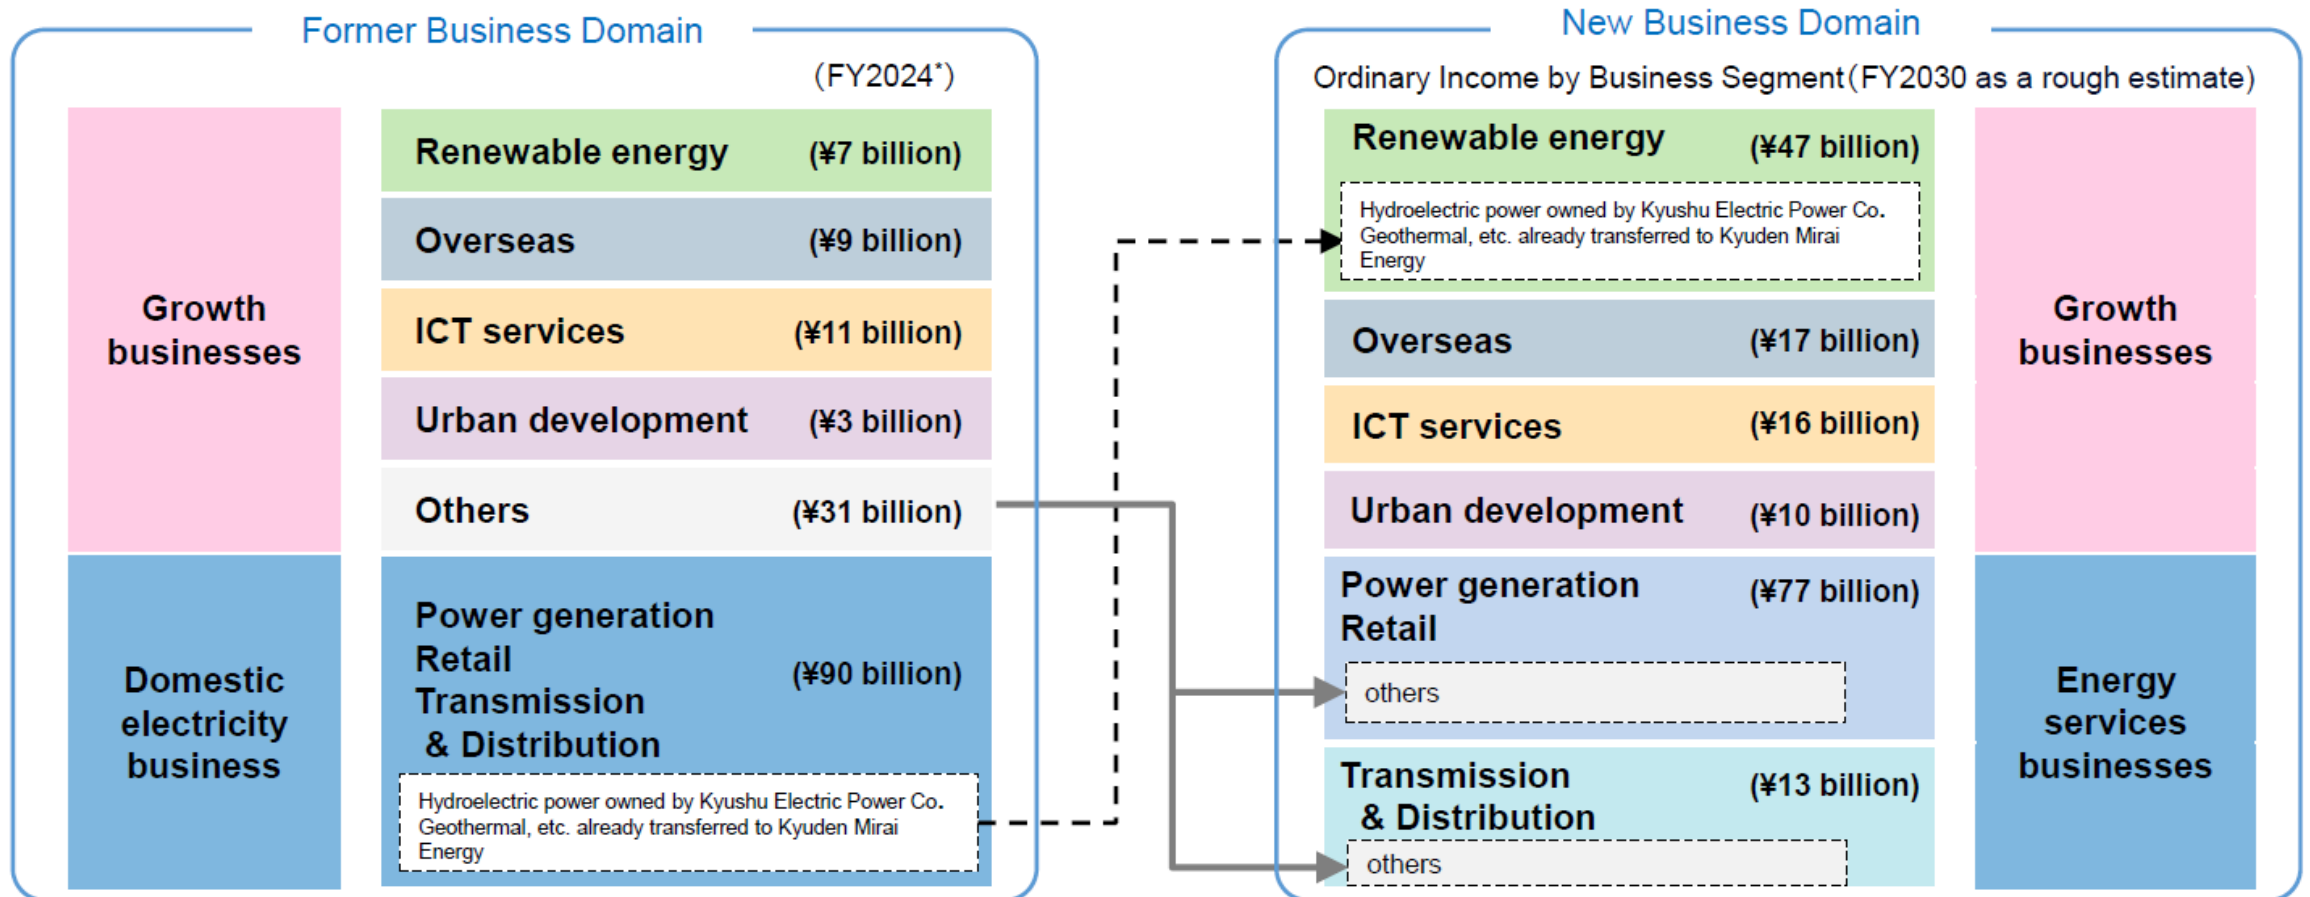 Former Business Domain
(FY2024*)
Growth
businesses
Renewable energy (¥7 billion)
Overseas (¥9 billion)
ICT services (¥11 billion)
Urban development (¥3 billion)
Others (¥31 billion)
Domestic
electricity
business
Power generation
Retail
Transmission
& Distribution
(¥90 billion)
Hydroelectric power owned by Kyushu Electric Power Co.
Geothermal, etc. already transferred to Kyuden Mirai
Energy
New Business Domain
Ordinary Income by Business Segment(FY2030 as a rough estimate)
Renewable energy (¥47 billion)
Hydroelectric power owned by Kyushu Electric Power Co.
Geothermal, etc. already transferred to Kyuden Mirai
Energy
Overseas (¥17 billion)
ICT services (¥16 billion)
Urban development (¥10 billion)
Growth
businesses
Power generation (¥77 billion)
Retail
others
Transmission (¥13 billion)
& Distribution
others
Energy
services
businesses